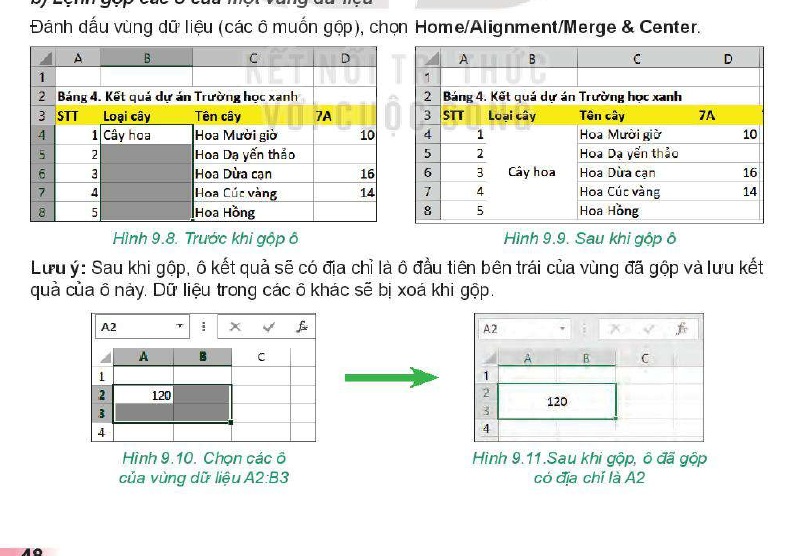 b) Lệnh gộp các ô của một vùng dữ liệu
Đánh dấu vùng dữ liệu (các ô muốn gộp), chọn Home/Alignment/Merge & Center.
KẾT NỐI TRI THỨC
VỚI CUỘC SỐNG
A B C D
1
2 Bảng 4. Kết quả dự án Trường học xanh
3 STT Loại cây Tên cây 7A
4 1 Cây hoa Hoa Mười giờ 10
5 2 Hoa Dạ yến thảo
6 3 Hoa Dừa cạn 16
7 4 Hoa Cúc vàng 14
8 5 Hoa Hồng
Hình 9.8. Trước khi gộp ô
A B C D
1
2 Bảng 4. Kết quả dự án Trường học xanh
3 STT Loại cây Tên cây 7A
4 1 Hoa Mười giờ 10
5 2 Hoa Dạ yến thảo
6 3 Cây hoa Hoa Dừa cạn 16
7 4 Hoa Cúc vàng 14
8 5 Hoa Hồng
Hình 9.9. Sau khi gộp ô
Lưu ý: Sau khi gộp, ô kết quả sẽ có địa chỉ là ô đầu tiên bên trái của vùng đã gộp và lưu kết
quả của ô này. Dữ liệu trong các ô khác sẽ bị xoá khi gộp.
A2 fx
A B C
1
2 120
3
4
Hình 9.10. Chọn các ô
của vùng dữ liệu A2:B3
A2 fx
A B C
1
2
120
3
4
Hình 9.11.Sau khi gộp, ô đã gộp
có địa chỉ là A2
48